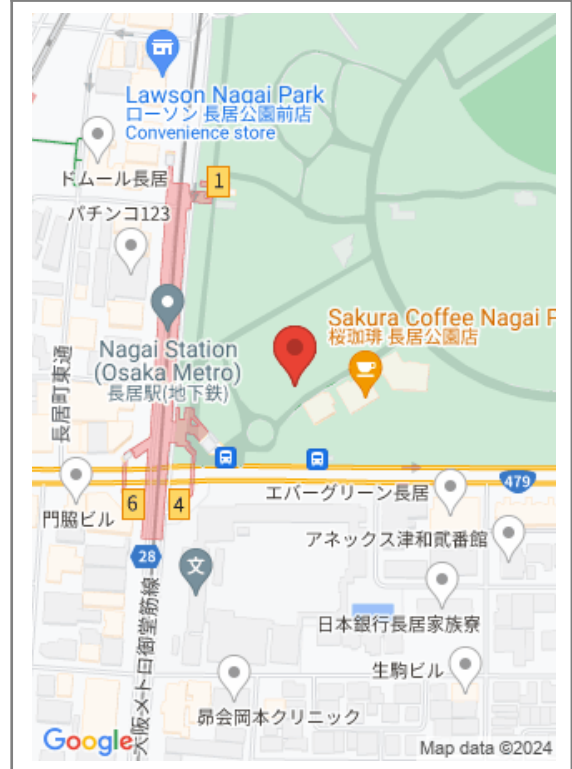 Lawson Nagai Park
ローソン 長居公園前店
Convenience store
ドムール長居
1
パチンコ123
Sakura Coffee Nagai P
桜珈琲 長居公園店
Nagai Station
(Osaka Metro)
長居駅(地下鉄)
長居町東通
479
エバーグリーン長居
6
4
門脇ビル
アネックス津和貮番館
28
文
日本銀行長居家族寮
生駒ビル
大阪メトロ御堂筋線
昴会岡本クリニック
Google
Map data ©2024